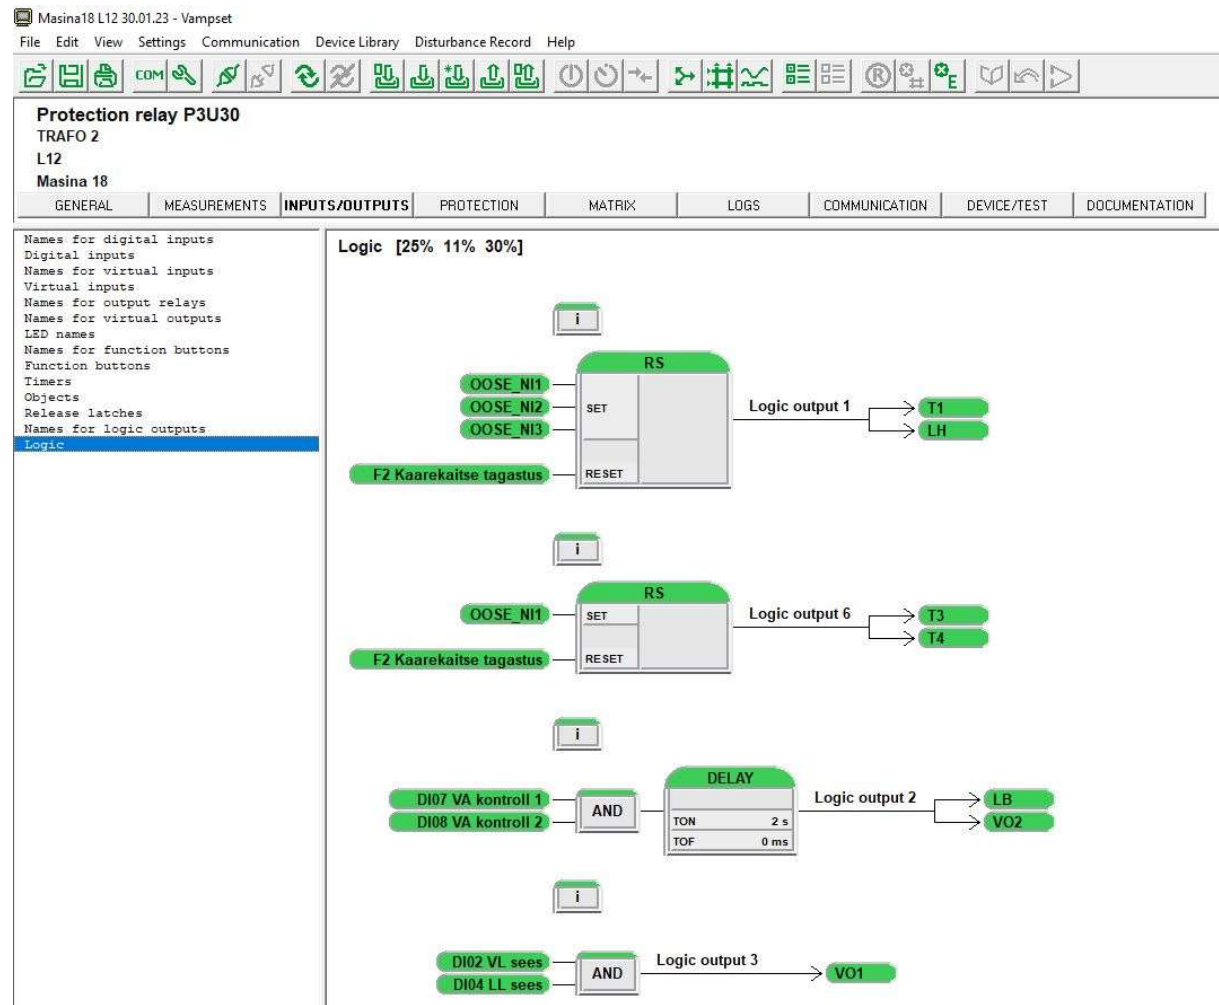 Masina18 L12 30.01.23 - Vampset
File Edit View Settings Communication Device Library Disturbance Record Help
COM
R
E
Protection relay P3U30
TRAFO 2
L12
Masina 18
GENERAL MEASUREMENTS INPUTS/OUTPUTS PROTECTION MATRIX LOGS COMMUNICATION DEVICE/TEST DOCUMENTATION
Names for digital inputs
Digital inputs
Names for virtual inputs
Virtual inputs
Names for output relays
Names for virtual outputs
LED names
Names for function buttons
Function buttons
Timers
Objects
Release latches
Names for logic outputs
Logic
Logic [25% 11% 30%]
i
RS
OOSE_NI1
OOSE_NI2 SET Logic output 1 T1
OOSE_NI3 LH
F2 Kaarekaitse tagastus RESET
i
RS
OOSE_NI1 SET Logic output 6 T3
T4
F2 Kaarekaitse tagastus RESET
i
DELAY
DI07 VA kontroll 1 AND Logic output 2 LB
DI08 VA kontroll 2 TON 2 s VO2
TOF 0 ms
i
DI02 VL sees AND Logic output 3 VO1
DI04 LL sees